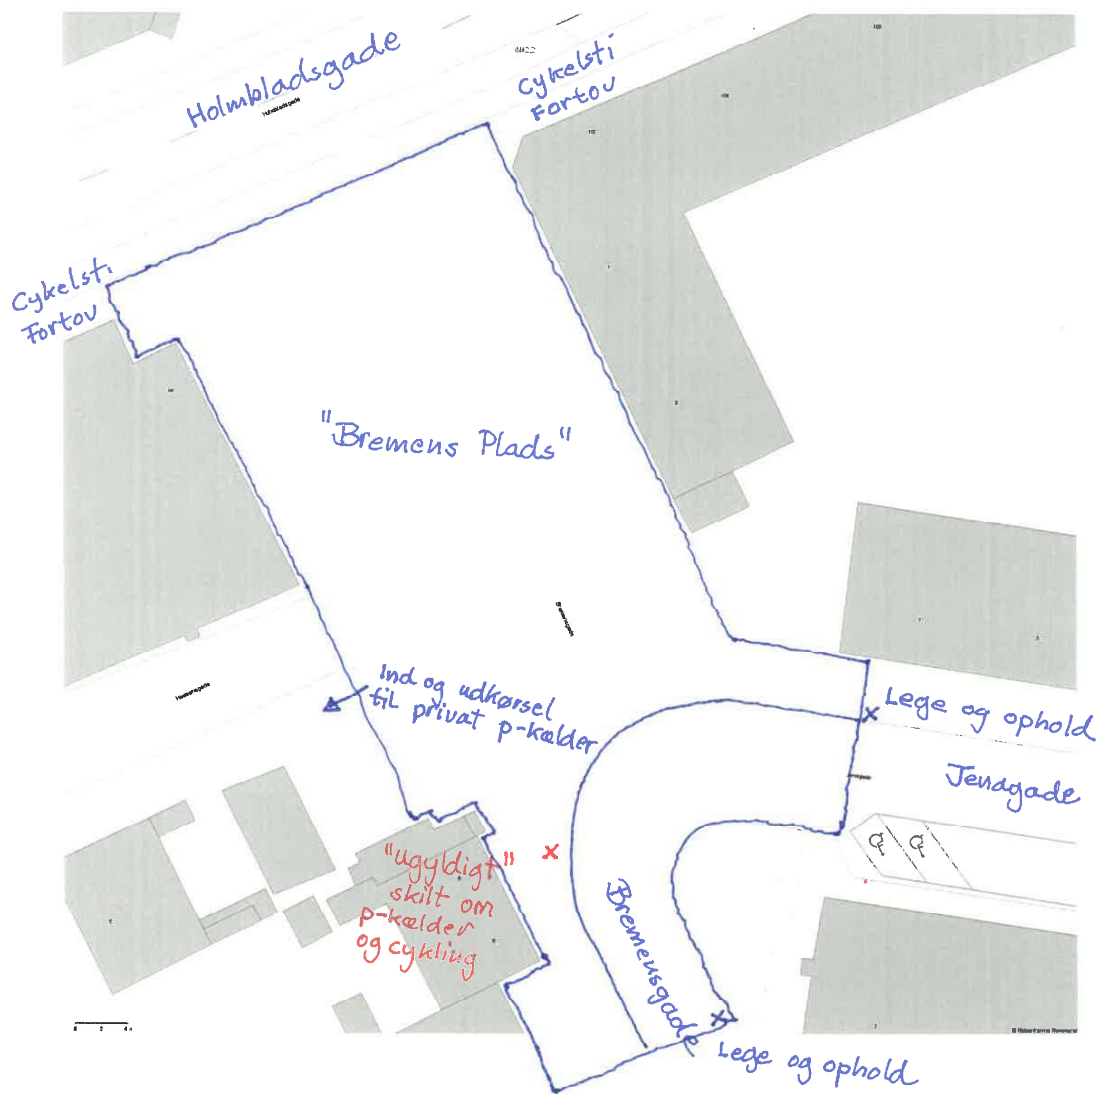 Holmbladsgade
Cykelsti
Fortov
Cykelsti
Fortov
"Bremens Plads"
Ind og udkørsel
til privat p-kælder
Lege og ophold
Jenagade
"ugyldigt"
skilt om
p-kælder
og cykling
Bremensgade
Lege og ophold